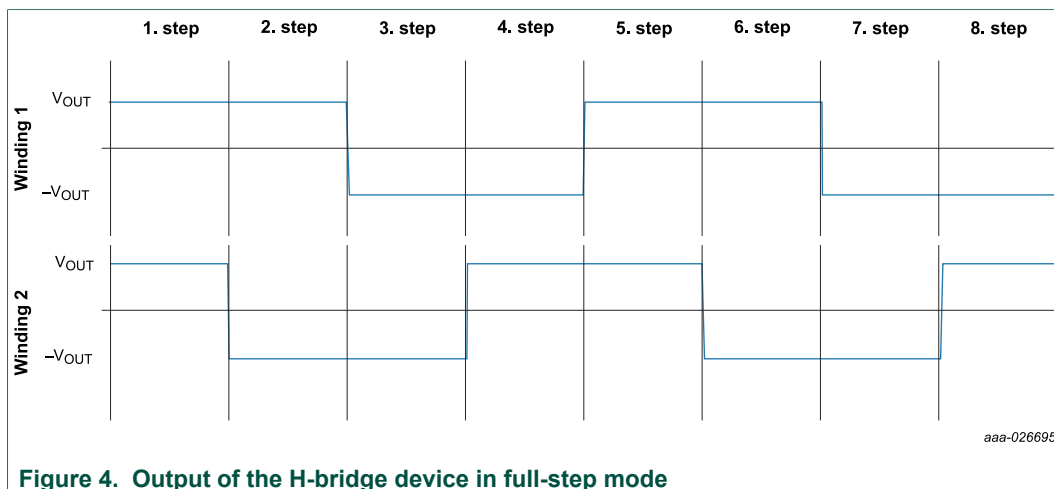 1. step 2. step 3. step 4. step 5. step 6. step 7. step 8. step
Winding 1
VOUT
–VOUT
Winding 2
VOUT
–VOUT
aaa-026695
Figure 4. Output of the H-bridge device in full-step mode